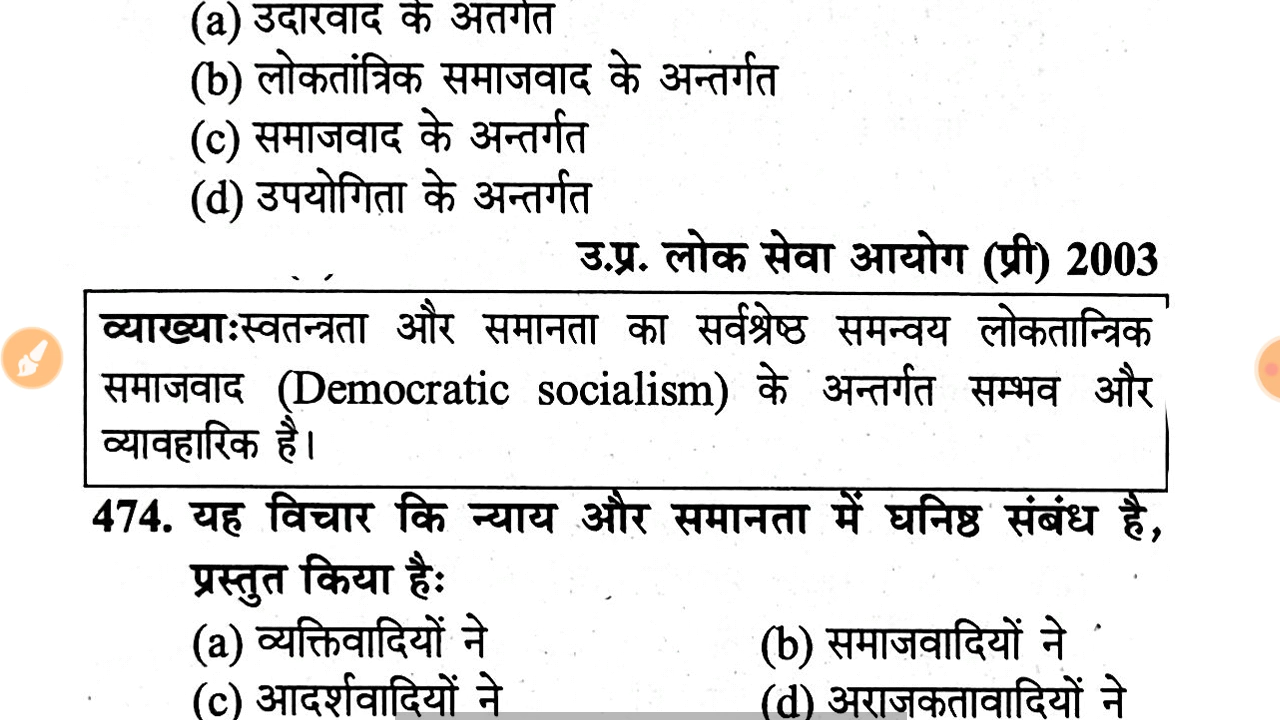 (a) उदारवाद के अंतर्गत
(b) लोकतांत्रिक समाजवाद के अन्तर्गत
(c) समाजवाद के अन्तर्गत
(d) उपयोगिता के अन्तर्गत
उ.प्र. लोक सेवा आयोग (प्री) 2003
व्याख्याः स्वतन्त्रता और समानता का सर्वश्रेष्ठ समन्वय लोकतान्त्रिक
समाजवाद (Democratic socialism) के अन्तर्गत सम्भव और
व्यावहारिक है।
474. यह विचार कि न्याय और समानता में घनिष्ठ संबंध है,
प्रस्तुत किया हैः
(a) व्यक्तिवादियों ने (b) समाजवादियों ने
(c) आदर्शवादियों ने (d) अराजकतावादियों ने